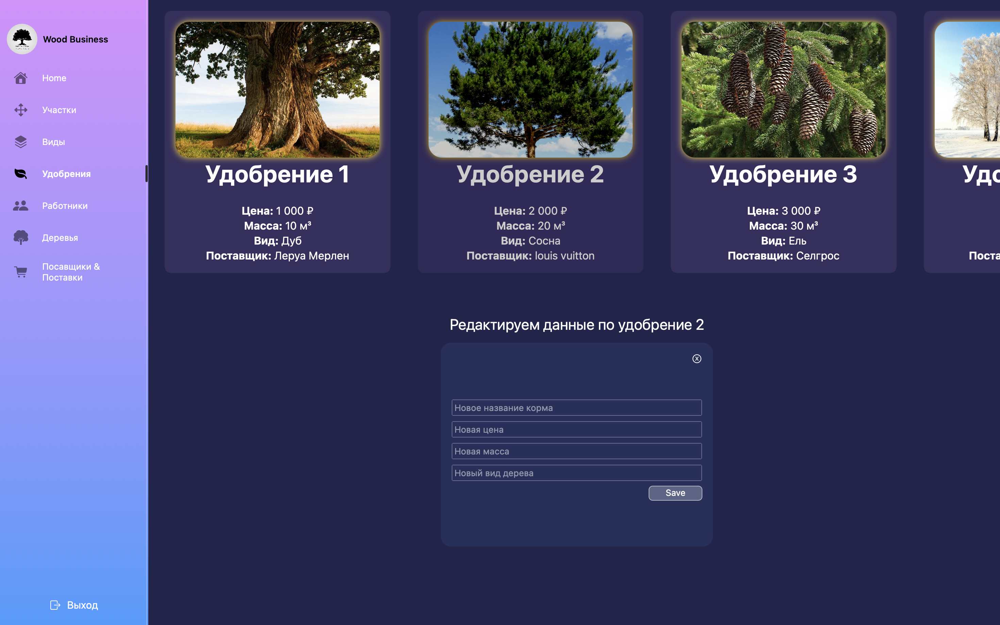 Wood Business
Home
Участки
Виды
Удобрения
Работники
Деревья
Посавщики &
Поставки
Выход
Удобрение 1
Цена: 1 000 ₽
Масса: 10 м³
Вид: Дуб
Поставщик: Леруа Мерлен
Удобрение 2
Цена: 2 000 ₽
Масса: 20 м³
Вид: Сосна
Поставщик: louis vuitton
Удобрение 3
Цена: 3 000 ₽
Масса: 30 м³
Вид: Ель
Поставщик: Селгрос
Удо
Поста
Редактируем данные по удобрение 2
X
Новое название корма
Новая цена
Новая масса
Новый вид дерева
Save